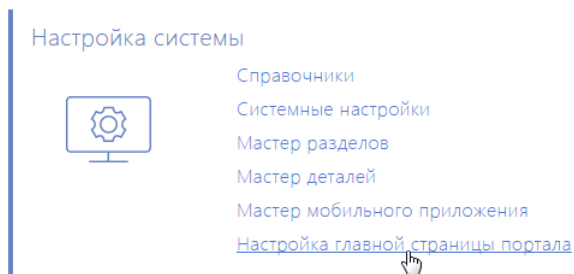 Настройка системы
Справочники
Системные настройки
Мастер разделов
Мастер деталей
Мастер мобильного приложения
Настройка главной страницы портала